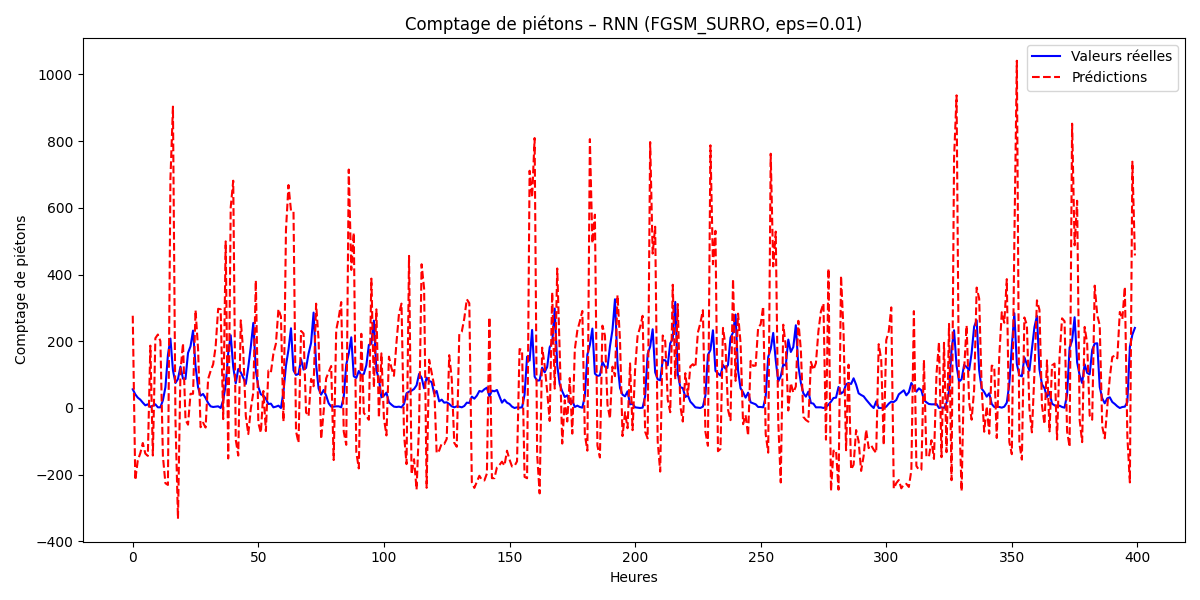 Comptage de piétons – RNN (FGSM_SURRO, eps=0.01)
Valeurs réelles
Prédictions
Comptage de piétons
1000
800
600
400
200
0
−200
−400
0 50 100 150 200 250 300 350 400
Heures